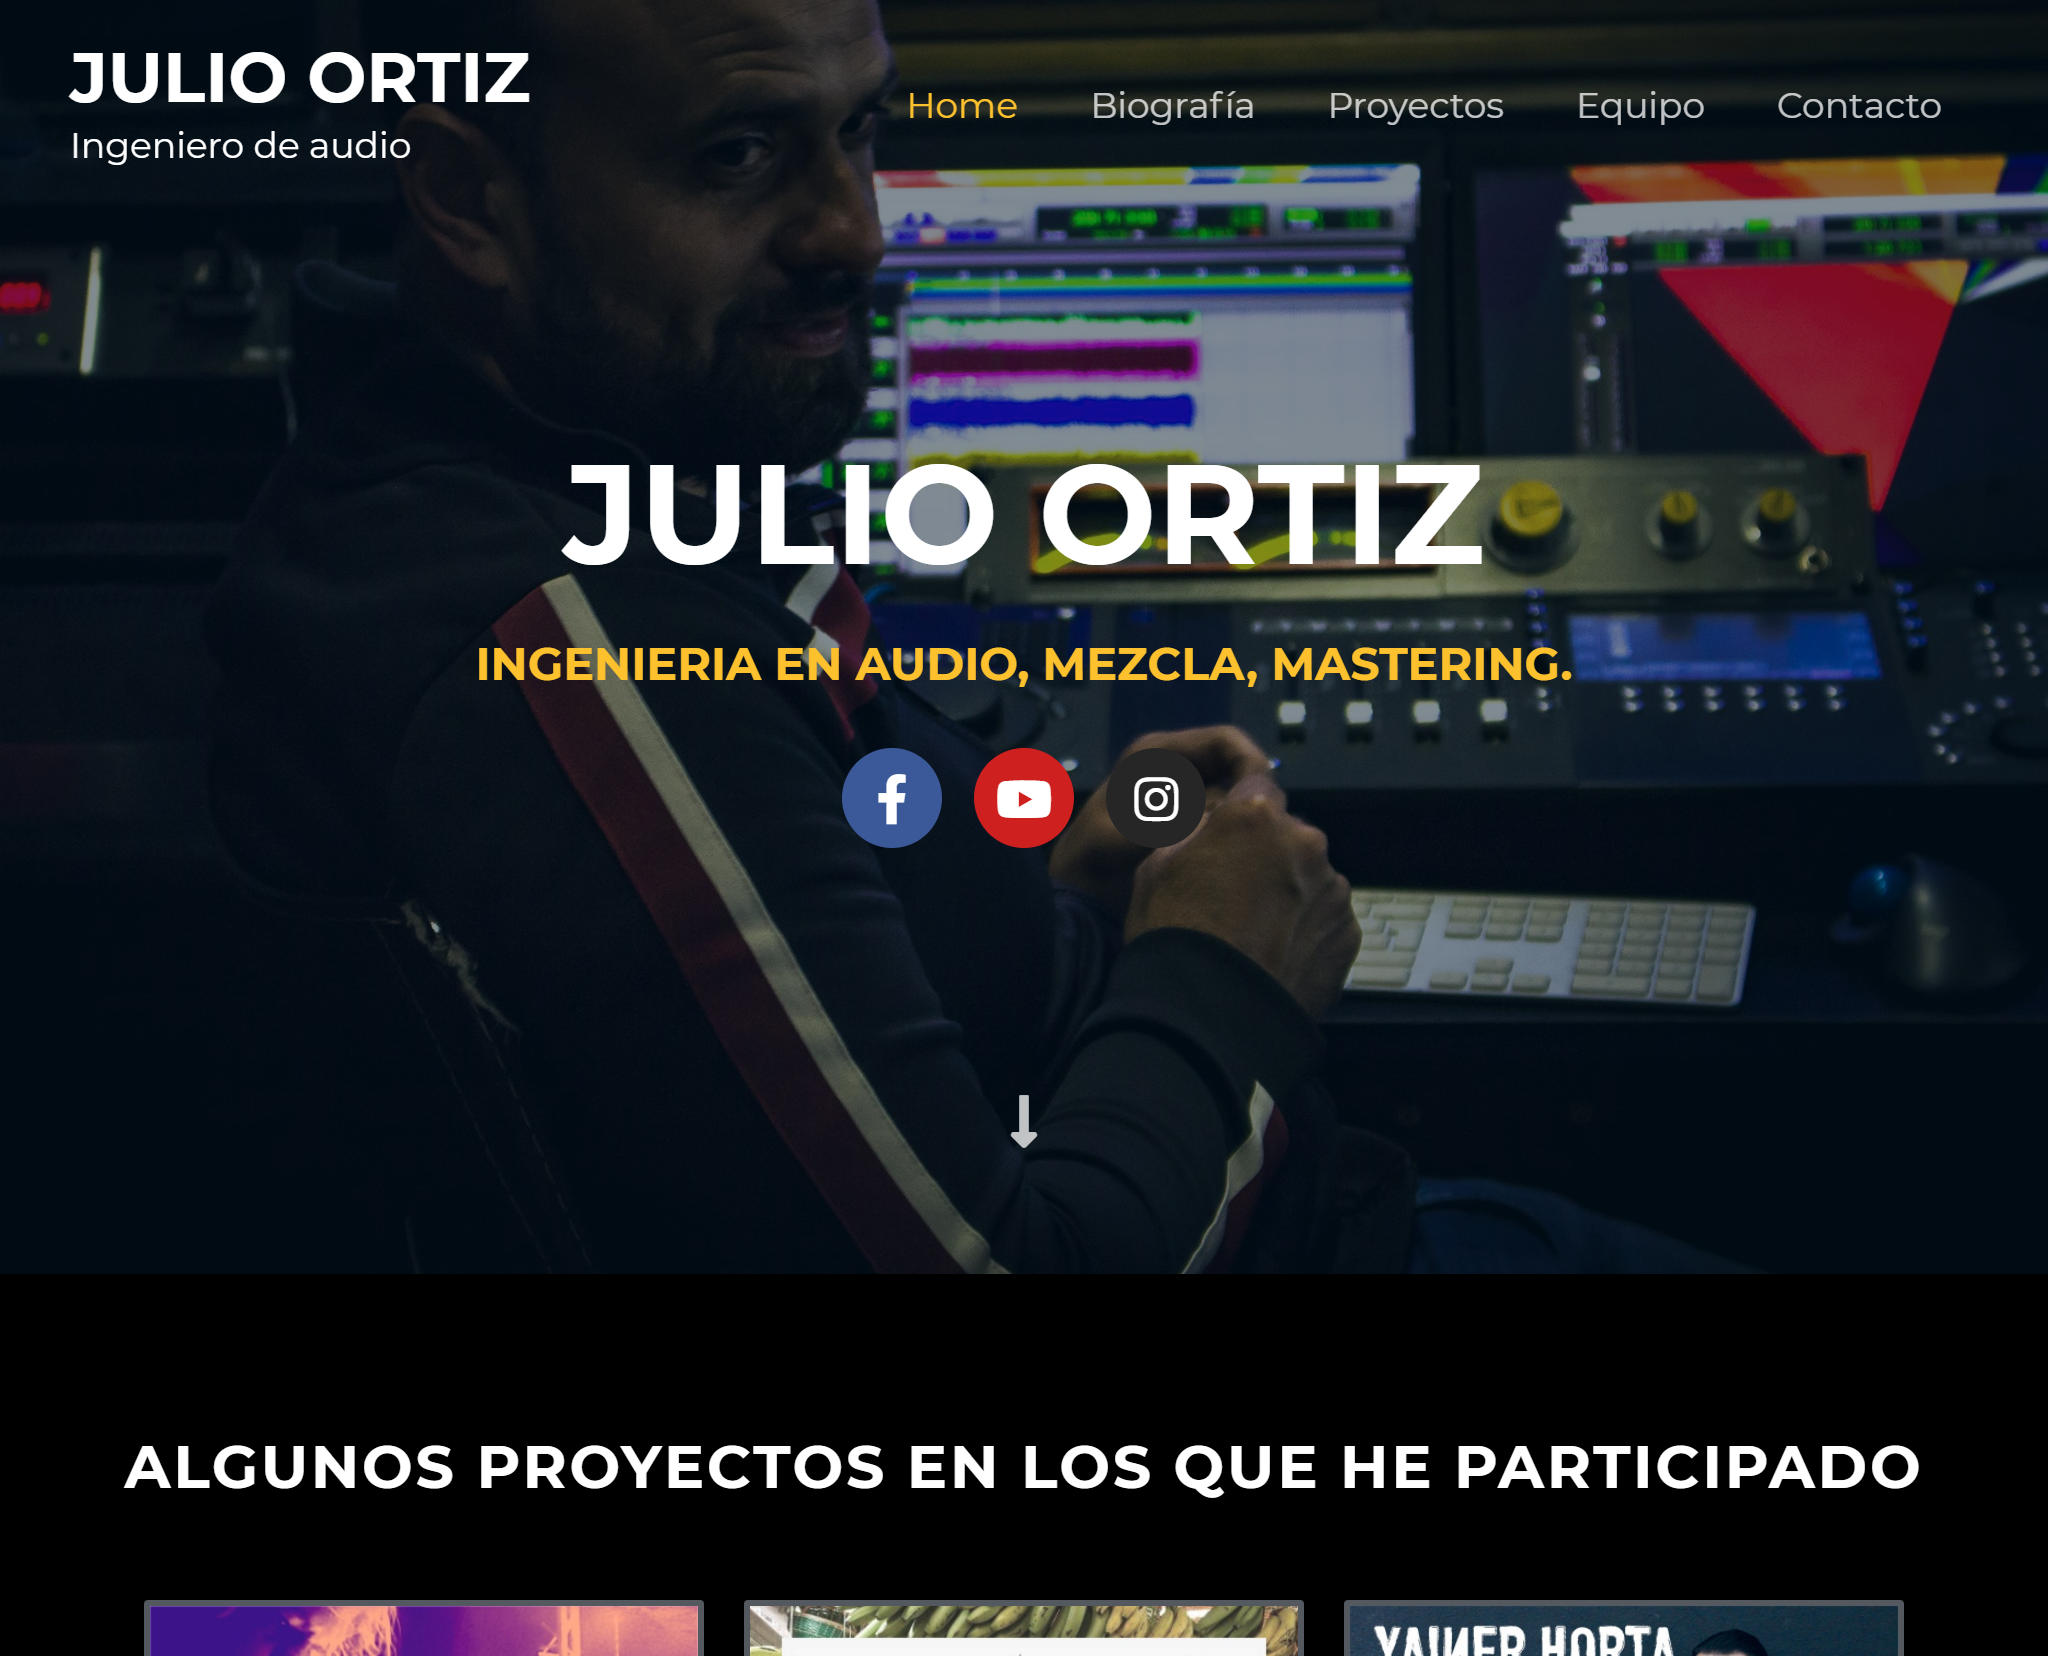 JULIO ORTIZ
Ingeniero de audio
Home
Biografía
Proyectos
Equipo
Contacto
JULIO ORTIZ
INGENIERIA EN AUDIO, MEZCLA, MASTERING.
ALGUNOS PROYECTOS EN LOS QUE HE PARTICIPADO
YAINER HORTA